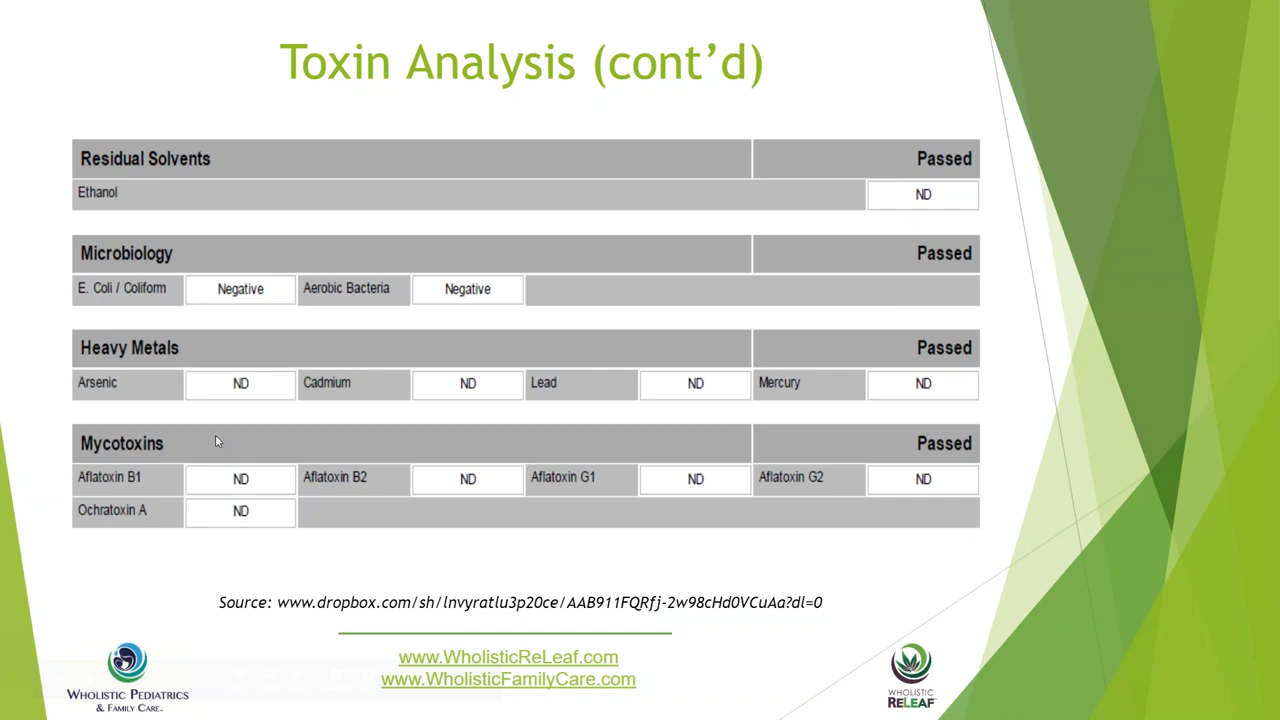 Toxin Analysis (cont’d)
Residual Solvents Passed
Ethanol ND
Microbiology Passed
E. Coli / Coliform Negative Aerobic Bacteria Negative
Heavy Metals Passed
Arsenic ND Cadmium ND Lead ND Mercury ND
Mycotoxins Passed
Aflatoxin B1 ND Aflatoxin B2 ND Aflatoxin G1 ND Aflatoxin G2 ND
Ochratoxin A ND
Source: www.dropbox.com/sh/lnvyratlu3p20ce/AAB911FQRfj-2w98cHd0VCuAa?dl=0
www.WholisticReLeaf.com
www.WholisticFamilyCare.com
WHOLISTIC PEDIATRICS
& FAMILY CARE
WHOLISTIC
RELEAF